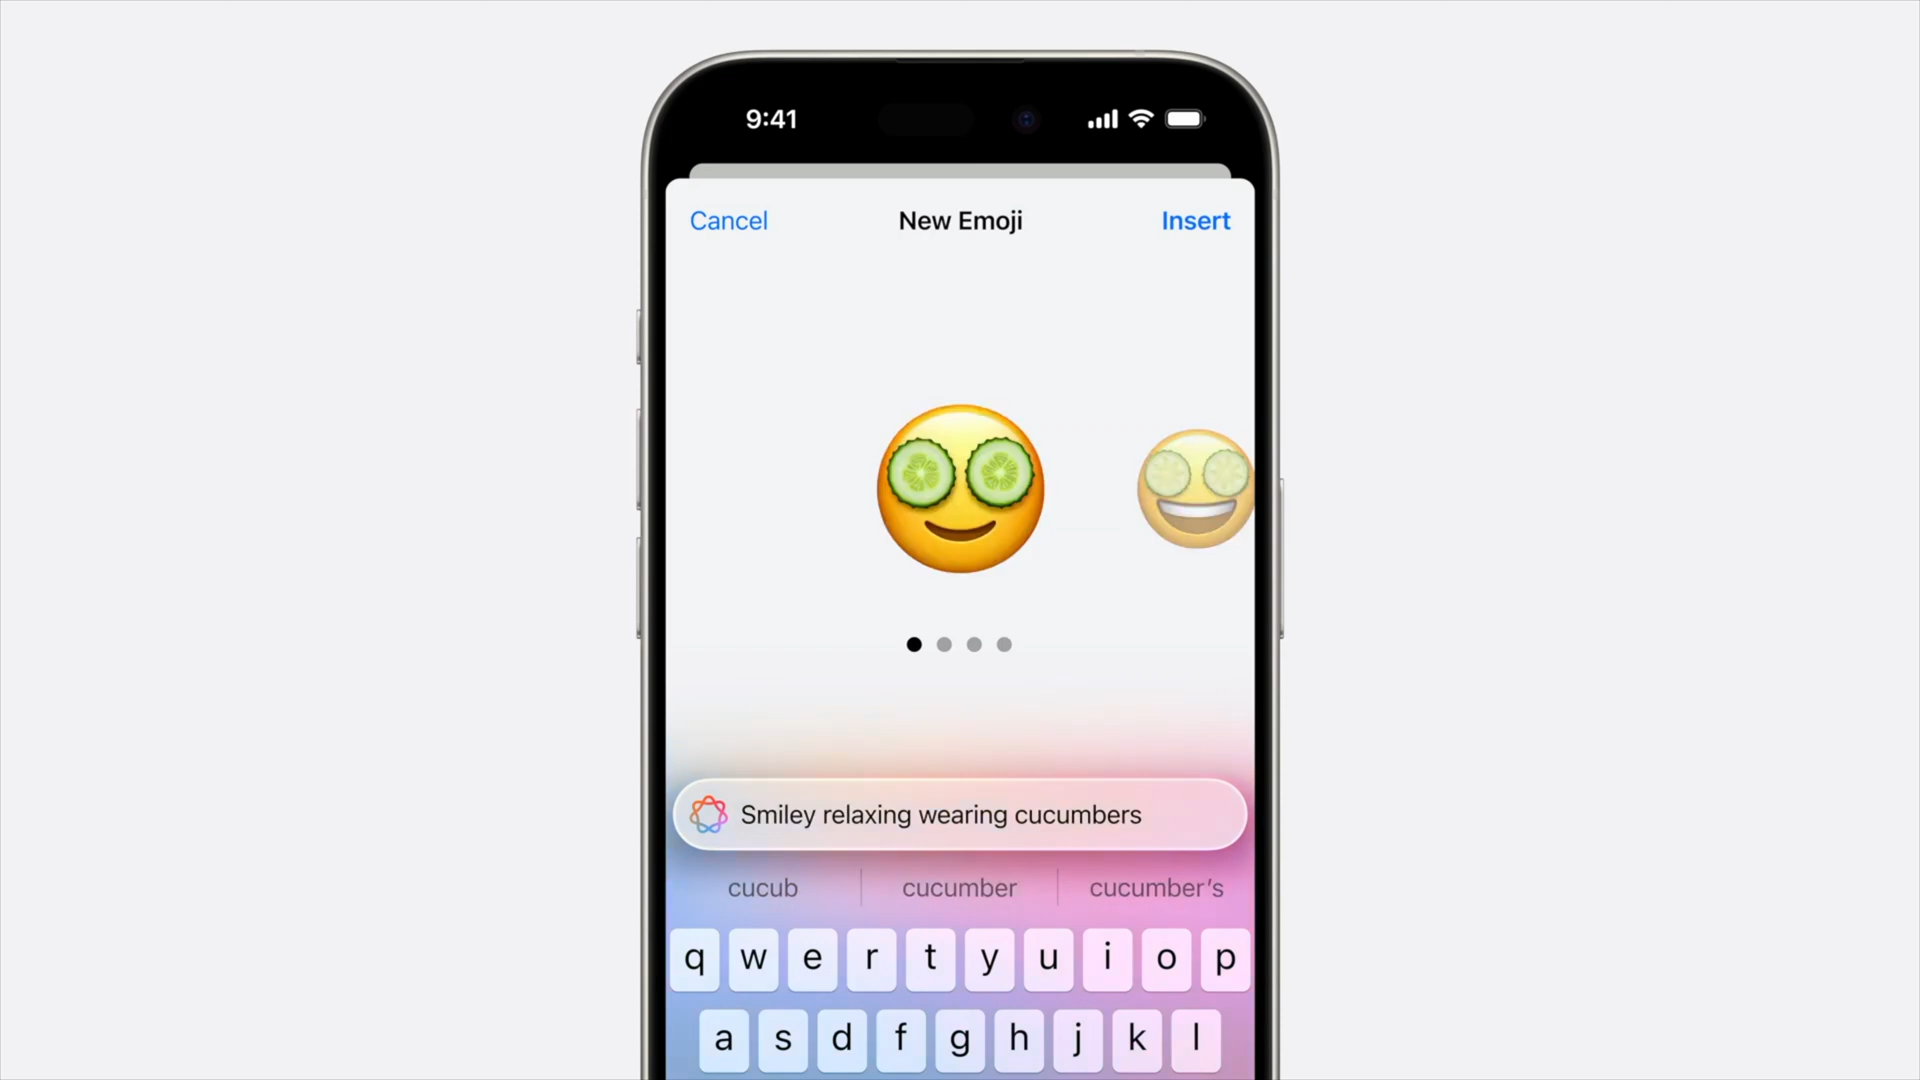 9:41
Cancel New Emoji Insert
Smiley relaxing wearing cucumbers
cucub cucumber cucumber’s
q w e r t y u i o p
a s d f g h j k l